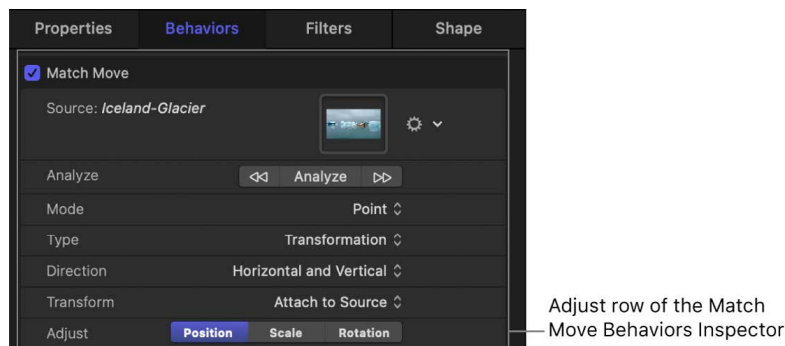 Properties Behaviors Filters Shape
Match Move
Source: Iceland-Glacier
Analyze Analyze
Mode Point
Type Transformation
Direction Horizontal and Vertical
Transform Attach to Source
Adjust Position Scale Rotation
Adjust row of the Match
Move Behaviors Inspector